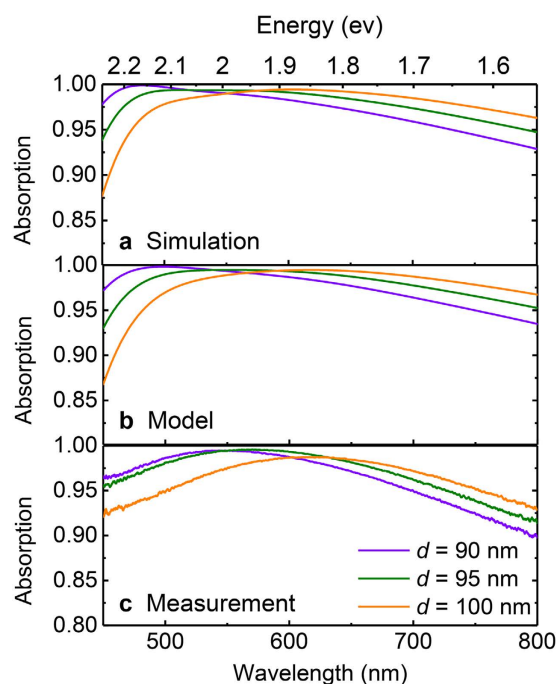 Energy (ev)
2.2 2.1 2 1.9 1.8 1.7 1.6
1.00
0.95
0.90
0.85
Absorption
a Simulation
1.00
0.95
0.90
0.85
Absorption
b Model
1.00
0.95
0.90
0.85
0.80
Absorption
d = 90 nm
d = 95 nm
d = 100 nm
c Measurement
500 600 700 800
Wavelength (nm)